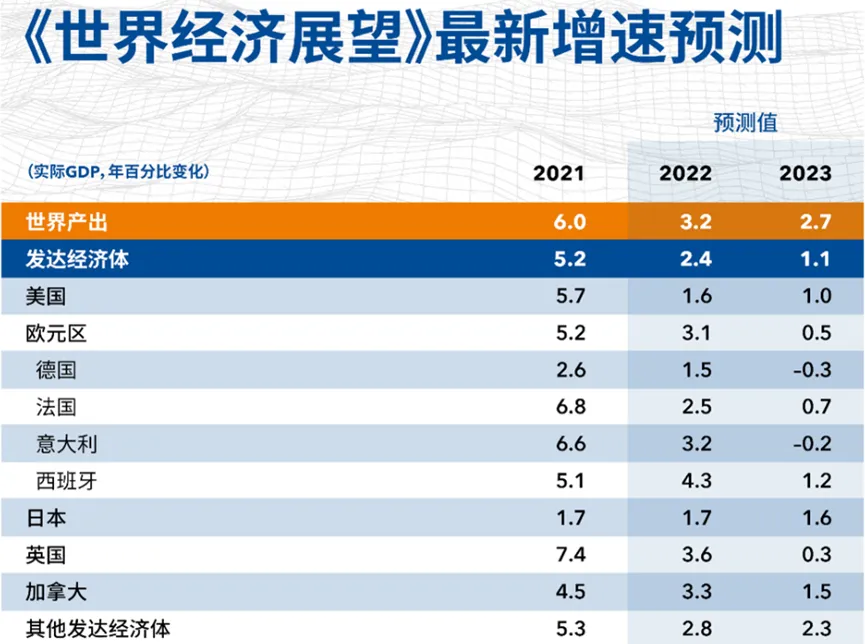 《世界经济展望》最新增速预测
预测值
（实际GDP，年百分比变化） 2021 2022 2023
世界产出 6.0 3.2 2.7
发达经济体 5.2 2.4 1.1
美国 5.7 1.6 1.0
欧元区 5.2 3.1 0.5
德国 2.6 1.5 –0.3
法国 6.8 2.5 0.7
意大利 6.6 3.2 –0.2
西班牙 5.1 4.3 1.2
日本 1.7 1.7 1.6
英国 7.4 3.6 0.3
加拿大 4.5 3.3 1.5
其他发达经济体 5.3 2.8 2.3